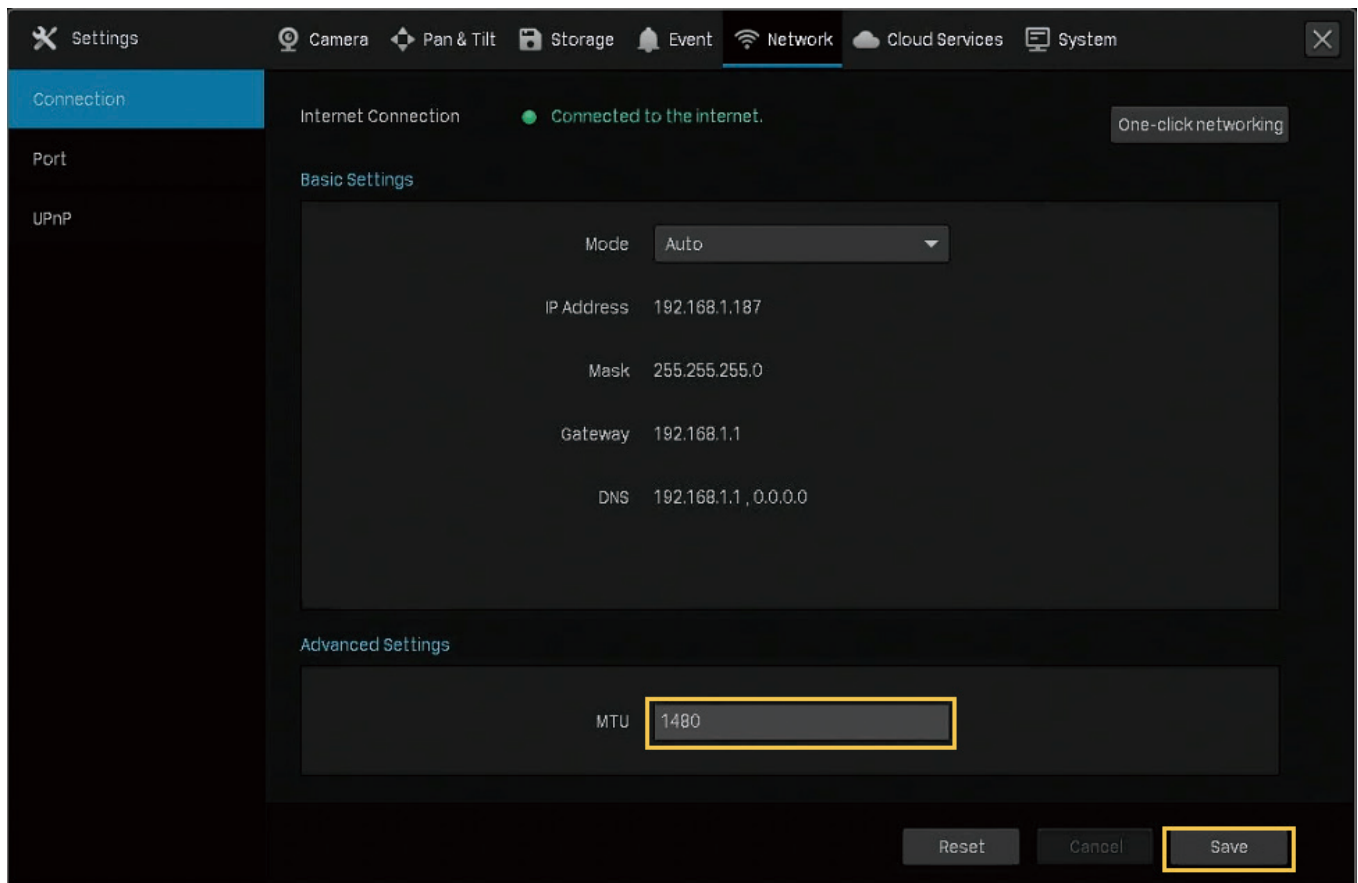 Settings Camera Pan & Tilt Storage Event Network Cloud Services System
Connection
Port
UPnP
Internet Connection Connected to the internet. One-click networking
Basic Settings
Mode Auto
IP Address 192.168.1.187
Mask 255.255.255.0
Gateway 192.168.1.1
DNS 192.168.1.1 , 0.0.0.0
Advanced Settings
MTU 1480
Reset Cancel Save